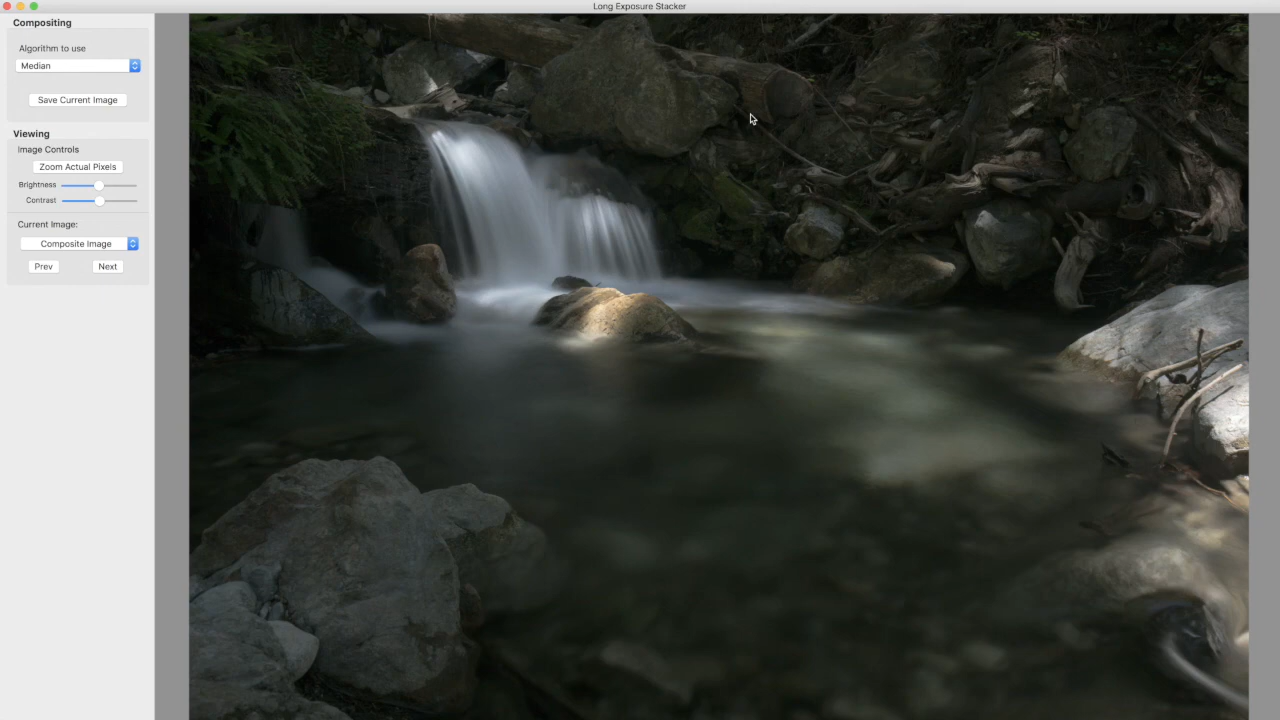 Long Exposure Stacker
Compositing
Algorithm to use
Median
Save Current Image
Viewing
Image Controls
Zoom Actual Pixels
Brightness
Contrast
Current Image:
Composite Image
Prev Next